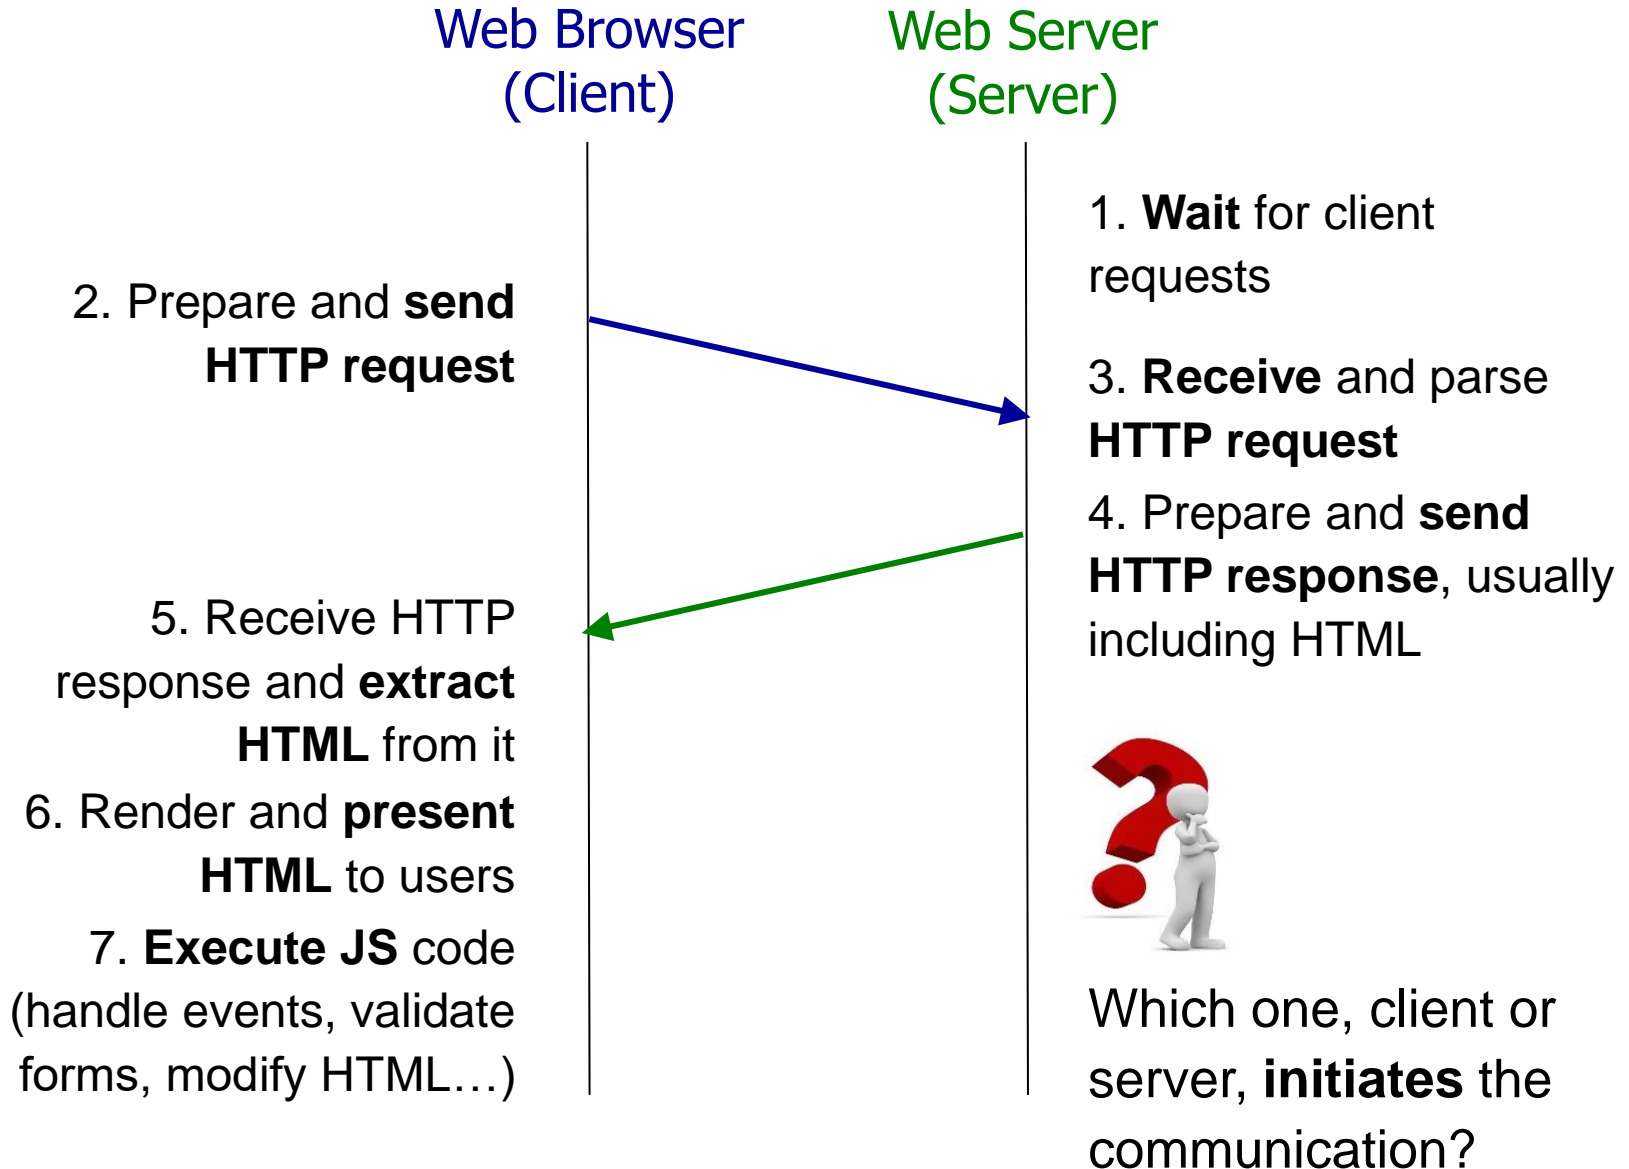 Web Browser
(Client)
Web Server
(Server)
1. Wait for client
requests
2. Prepare and send
HTTP request
3. Receive and parse
HTTP request
4. Prepare and send
HTTP response, usually
including HTML
5. Receive HTTP
response and extract
HTML from it
6. Render and present
HTML to users
7. Execute JS code
(handle events, validate
forms, modify HTML…)
Which one, client or
server, initiates the
communication?